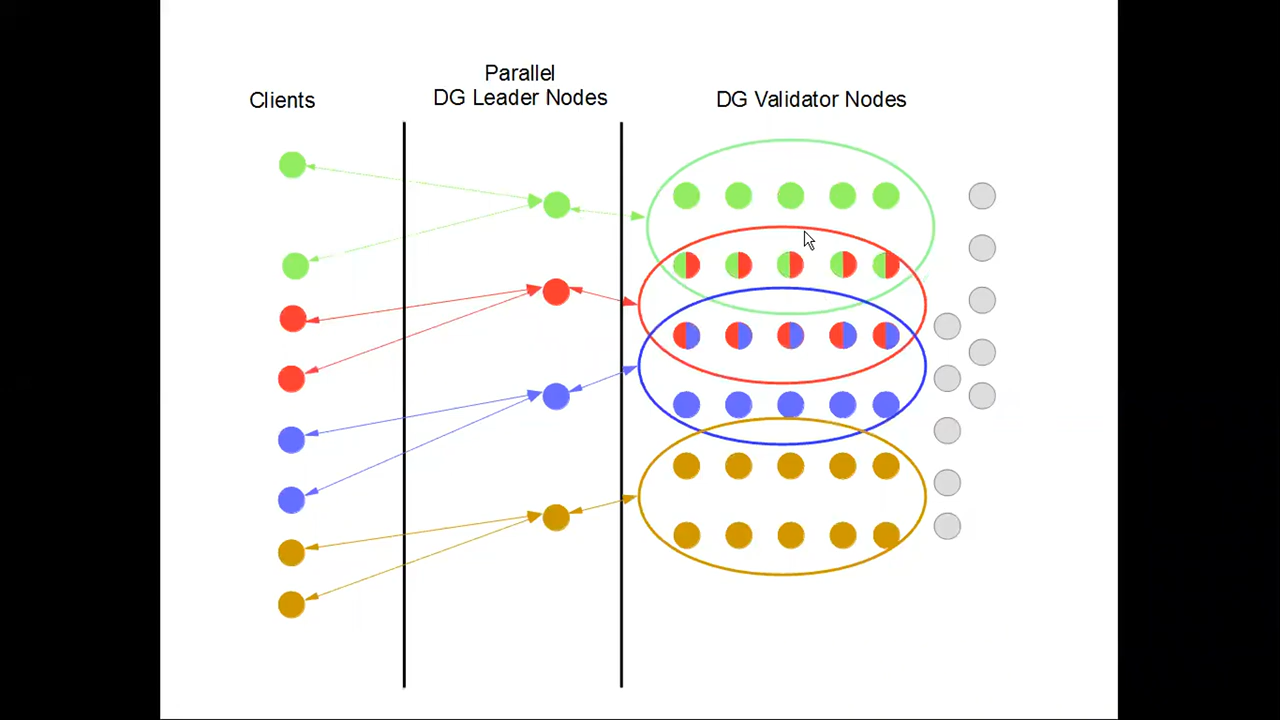 Clients
Parallel
DG Leader Nodes
DG Validator Nodes